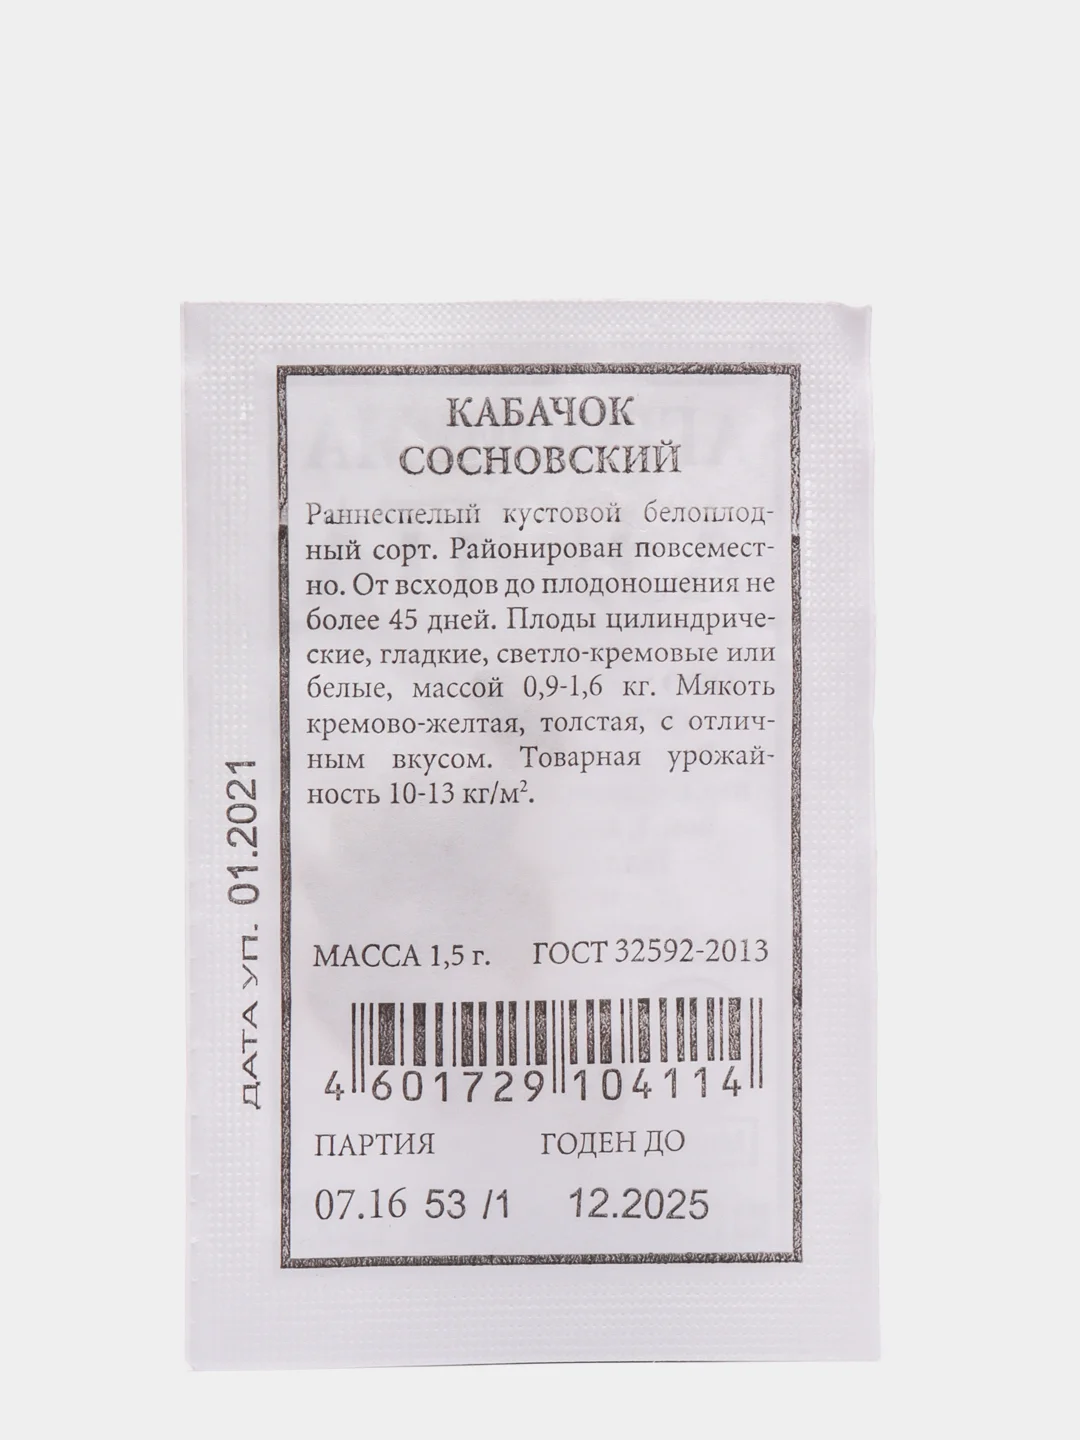 КАБАЧОК
СОСНОВСКИЙ
Раннеспелый кустовой белоплод-
ный сорт. Районирован повсемест-
но. От всходов до плодоношения не
более 45 дней. Плоды цилиндриче-
ские, гладкие, светло-кремовые или
белые, массой 0,9-1,6 кг. Мякоть
кремово-желтая, толстая, с отлич-
ным вкусом. Товарная урожай-
ность 10-13 кг/м².
МАССА 1,5 г. ГОСТ 32592-2013
4 601729 104114
ПАРТИЯ ГОДЕН ДО
07.16 53 /1 12.2025
ДАТА УП. 01.2021